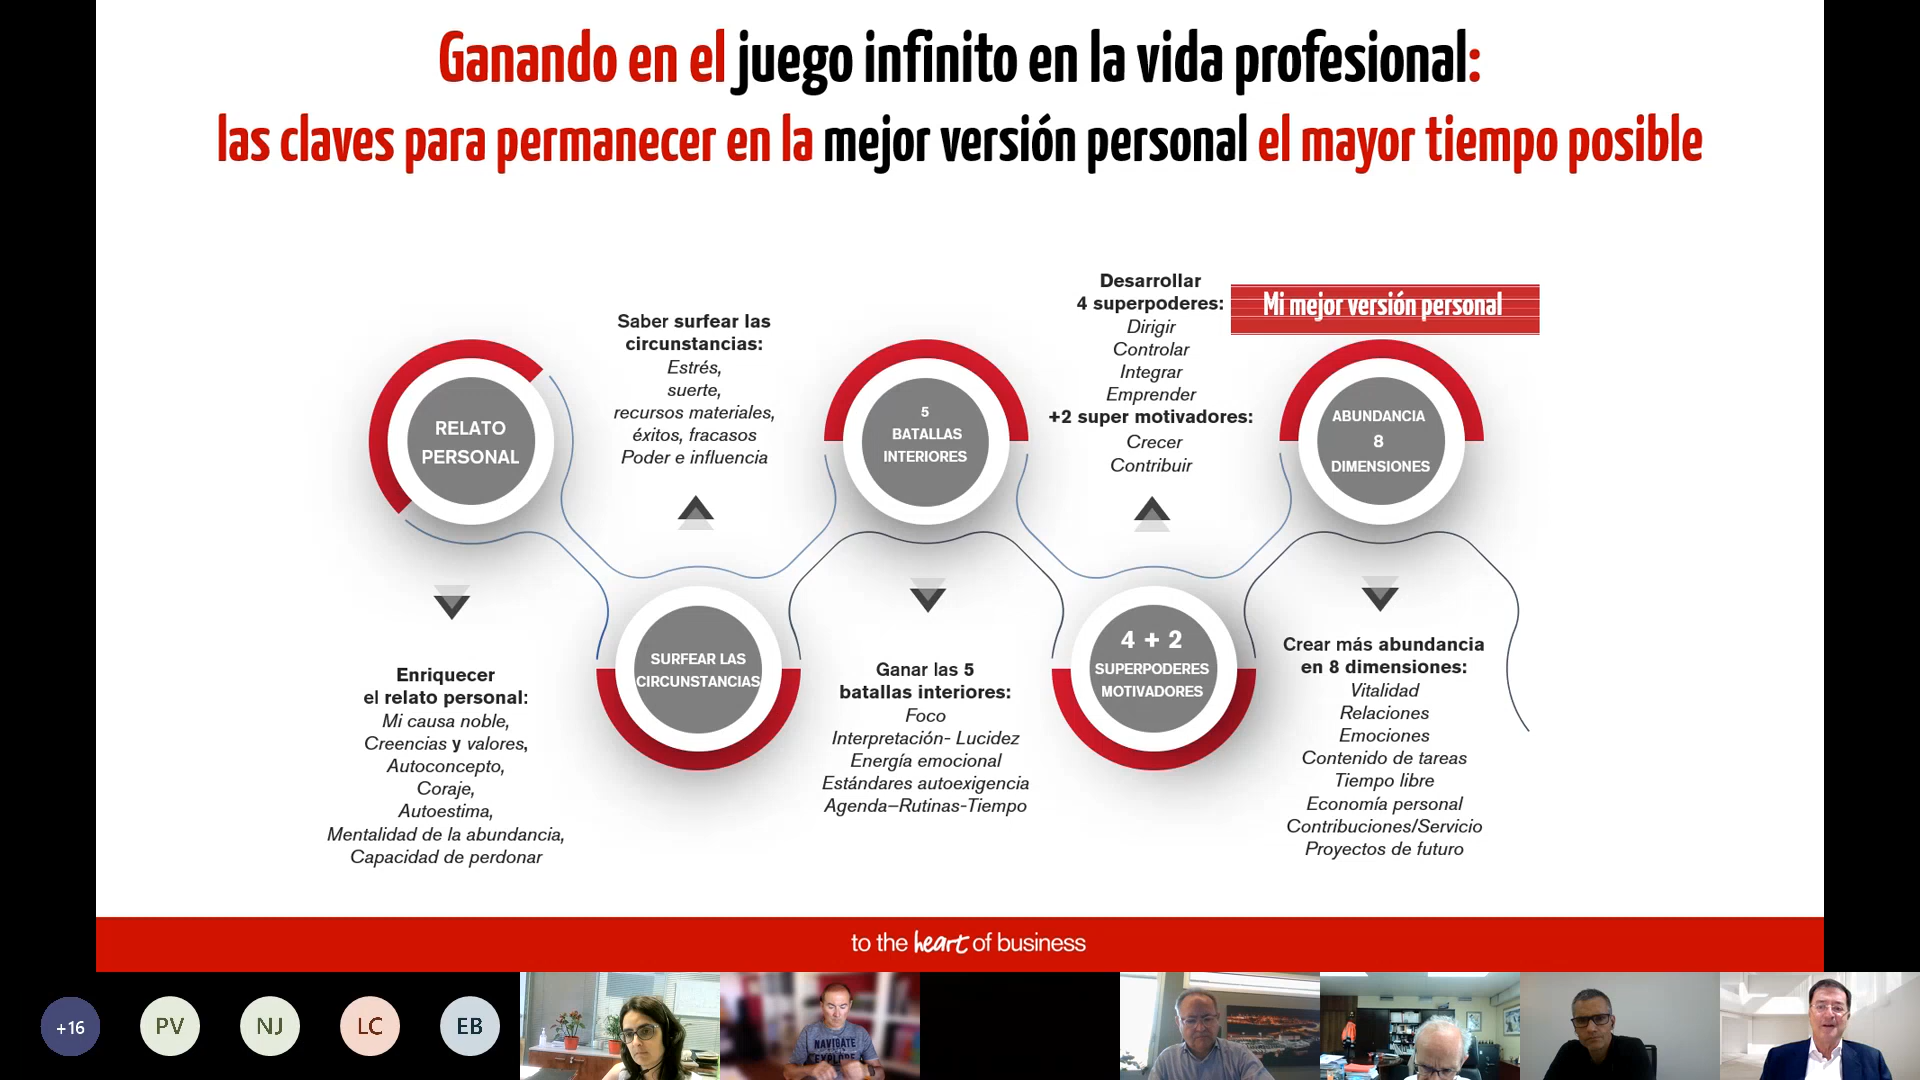 Ganando en el juego infinito en la vida profesional:
las claves para permanecer en la mejor versión personal el mayor tiempo posible
RELATO
PERSONAL
Enriquecer
el relato personal:
Mi causa noble,
Creencias y valores,
Autoconcepto,
Coraje,
Autoestima,
Mentalidad de la abundancia,
Capacidad de perdonar
Saber surfear las
circunstancias:
Estrés,
suerte,
recursos materiales,
éxitos, fracasos
Poder e influencia
SURFEAR LAS
CIRCUNSTANCIAS
5
BATALLAS
INTERIORES
Ganar las 5
batallas interiores:
Foco
Interpretación- Lucidez
Energía emocional
Estándares autoexigencia
Agenda–Rutinas-Tiempo
Desarrollar
4 superpoderes:
Dirigir
Controlar
Integrar
Emprender
+2 super motivadores:
Crecer
Contribuir
4 + 2
SUPERPODERES
MOTIVADORES
Mi mejor versión personal
ABUNDANCIA
8
DIMENSIONES
Crear más abundancia
en 8 dimensiones:
Vitalidad
Relaciones
Emociones
Contenido de tareas
Tiempo libre
Economía personal
Contribuciones/Servicio
Proyectos de futuro
to the heart of business
+16
PV
NJ
LC
EB
NAVIGATE
EXPLORE